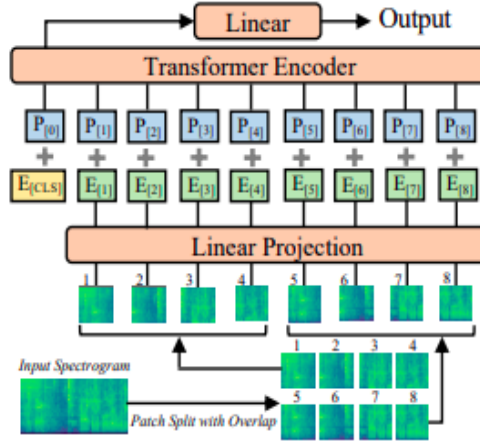 Linear Output
Transformer Encoder
P[0] P[1] P[2] P[3] P[4] P[5] P[6] P[7] P[8]
+ + + + + + + + +
E[CLS] E[1] E[2] E[3] E[4] E[5] E[6] E[7] E[8]
Linear Projection
1 2 3 4 5 6 7 8
1 2 3 4
Input Spectrogram
5 6 7 8
Patch Split with Overlap